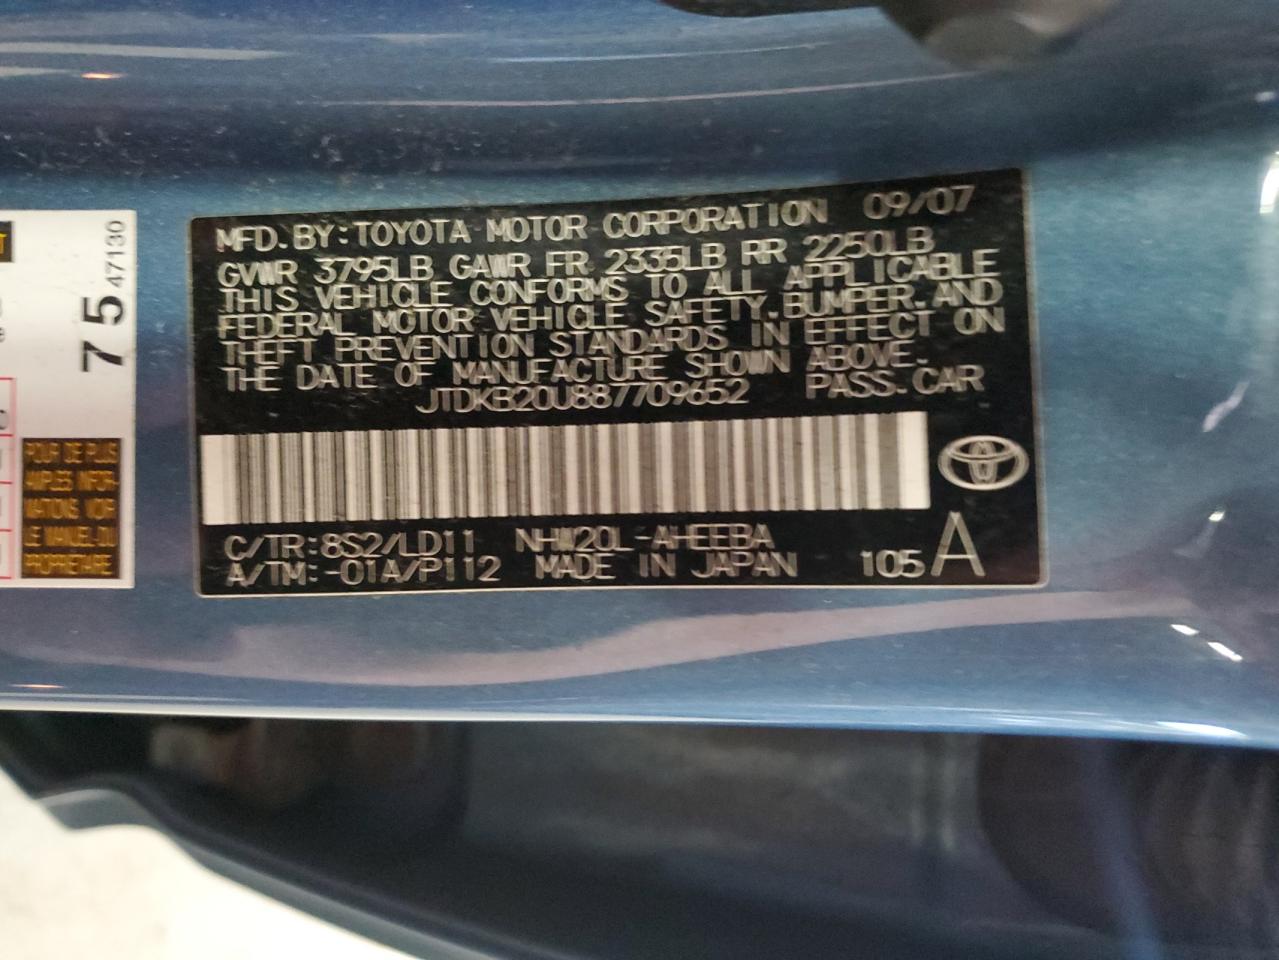 MFD. BY: TOYOTA MOTOR CORPORATION 09/07
GVWR 3795LB GAWR FR 2335LB RR 2250LB
THIS VEHICLE CONFORMS TO ALL APPLICABLE
FEDERAL MOTOR VEHICLE SAFETY, BUMPER, AND
THEFT PREVENTION STANDARDS IN EFFECT ON
THE DATE OF MANUFACTURE SHOWN ABOVE.
JTDKB20U887709652 PASS. CAR
C/TR: 8S2/LD11 NHW20L-AHEEBA
A/TM: -01A/P112 MADE IN JAPAN 105 A
75
47130
POUR DE PLUS
AMPLES INFOR-
MATIONS, VOIR
LE MANUEL DU
PROPRIETAIRE